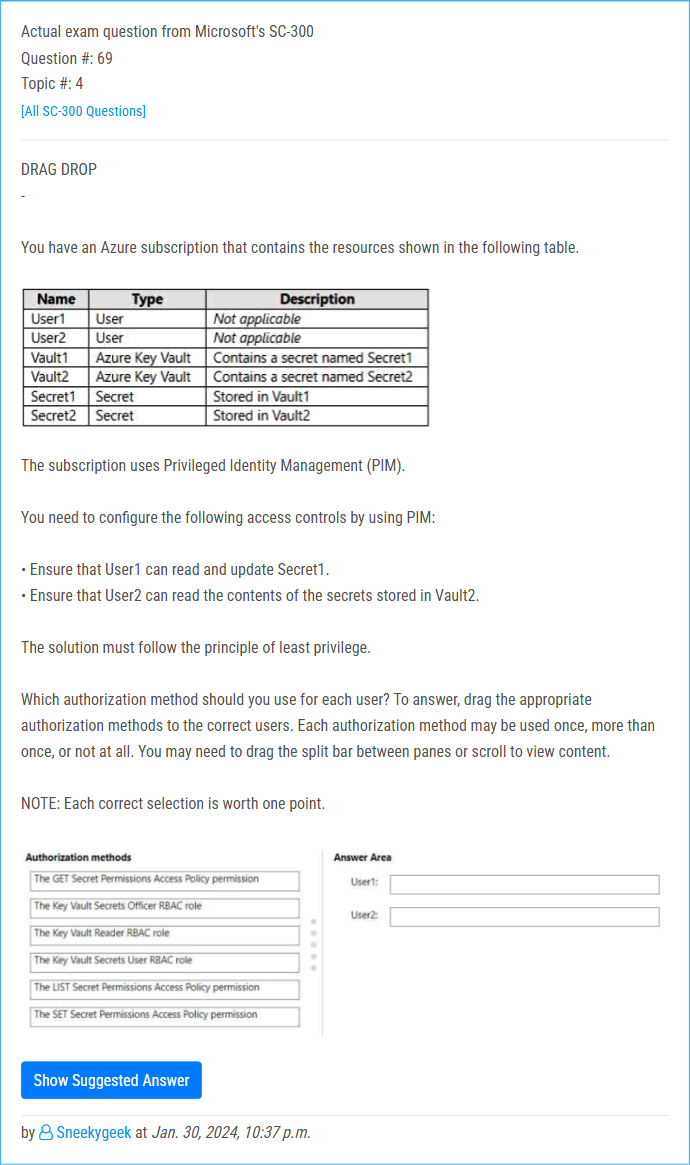 Actual exam question from Microsoft's SC-300
Question #: 69
Topic #: 4
[All SC-300 Questions]
DRAG DROP
-
You have an Azure subscription that contains the resources shown in the following table.
Name Type Description
User1 User Not applicable
User2 User Not applicable
Vault1 Azure Key Vault Contains a secret named Secret1
Vault2 Azure Key Vault Contains a secret named Secret2
Secret1 Secret Stored in Vault1
Secret2 Secret Stored in Vault2
The subscription uses Privileged Identity Management (PIM).
You need to configure the following access controls by using PIM:
• Ensure that User1 can read and update Secret1.
• Ensure that User2 can read the contents of the secrets stored in Vault2.
The solution must follow the principle of least privilege.
Which authorization method should you use for each user? To answer, drag the appropriate
authorization methods to the correct users. Each authorization method may be used once, more than
once, or not at all. You may need to drag the split bar between panes or scroll to view content.
NOTE: Each correct selection is worth one point.
Authorization methods
The GET Secret Permissions Access Policy permission
The Key Vault Secrets Officer RBAC role
The Key Vault Reader RBAC role
The Key Vault Secrets User RBAC role
The LIST Secret Permissions Access Policy permission
The SET Secret Permissions Access Policy permission
Answer Area
User1:
User2:
Show Suggested Answer
by Sneekygeek at Jan. 30, 2024, 10:37 p.m.